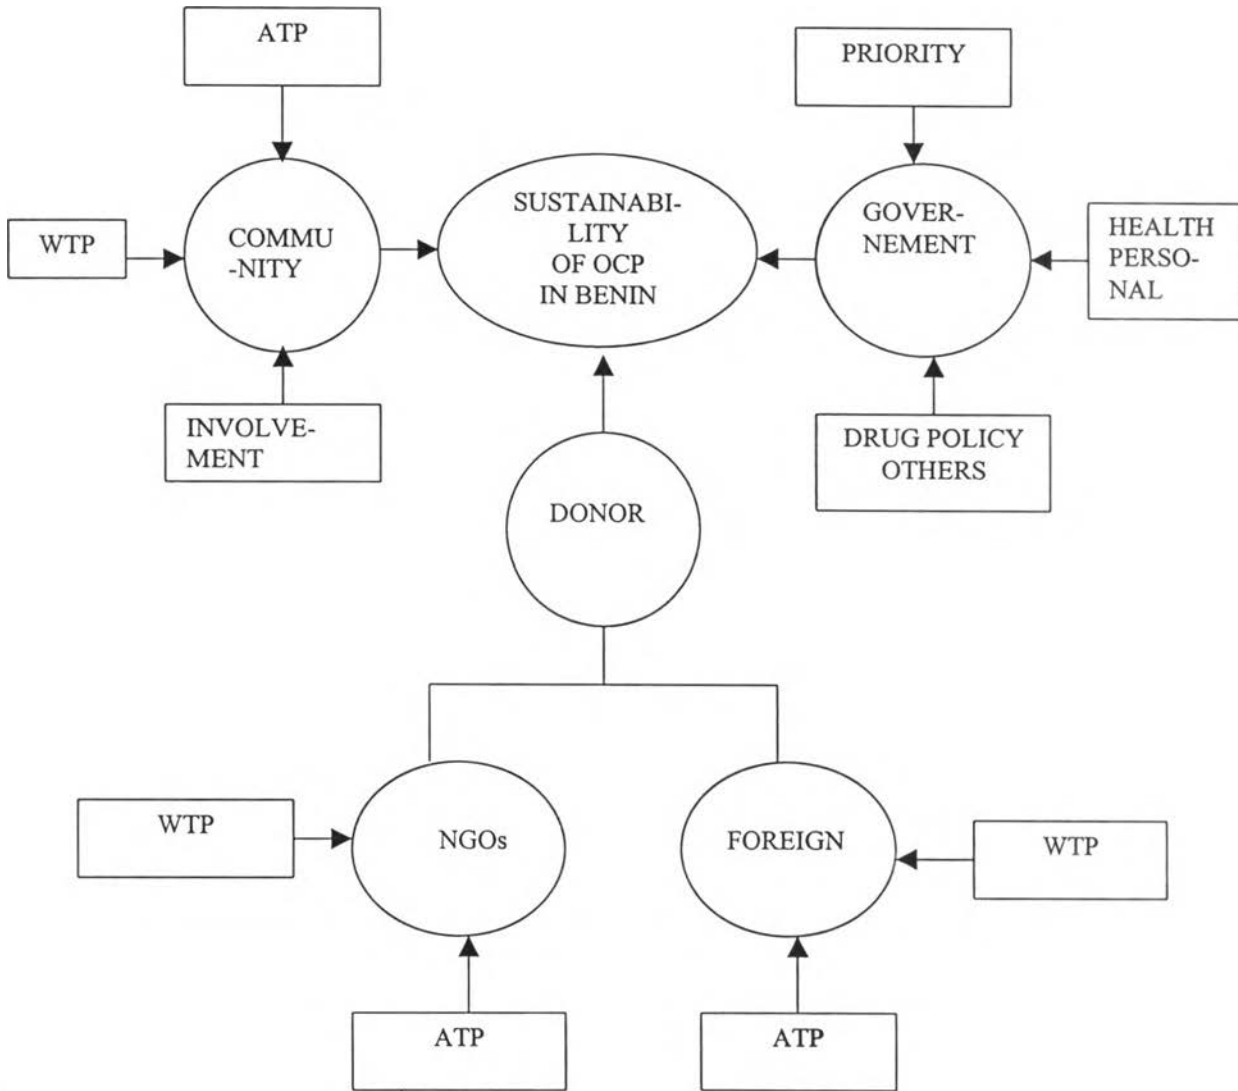 ATP
PRIORITY
SUSTAINABI-
LITY
OF OCP
IN BENIN
GOVER-
NEMENT
WTP
COMMU
-NITY
HEALTH
PERSO-
NAL
INVOLVE-
MENT
DRUG POLICY
OTHERS
DONOR
WTP
NGOs
FOREIGN
WTP
ATP
ATP